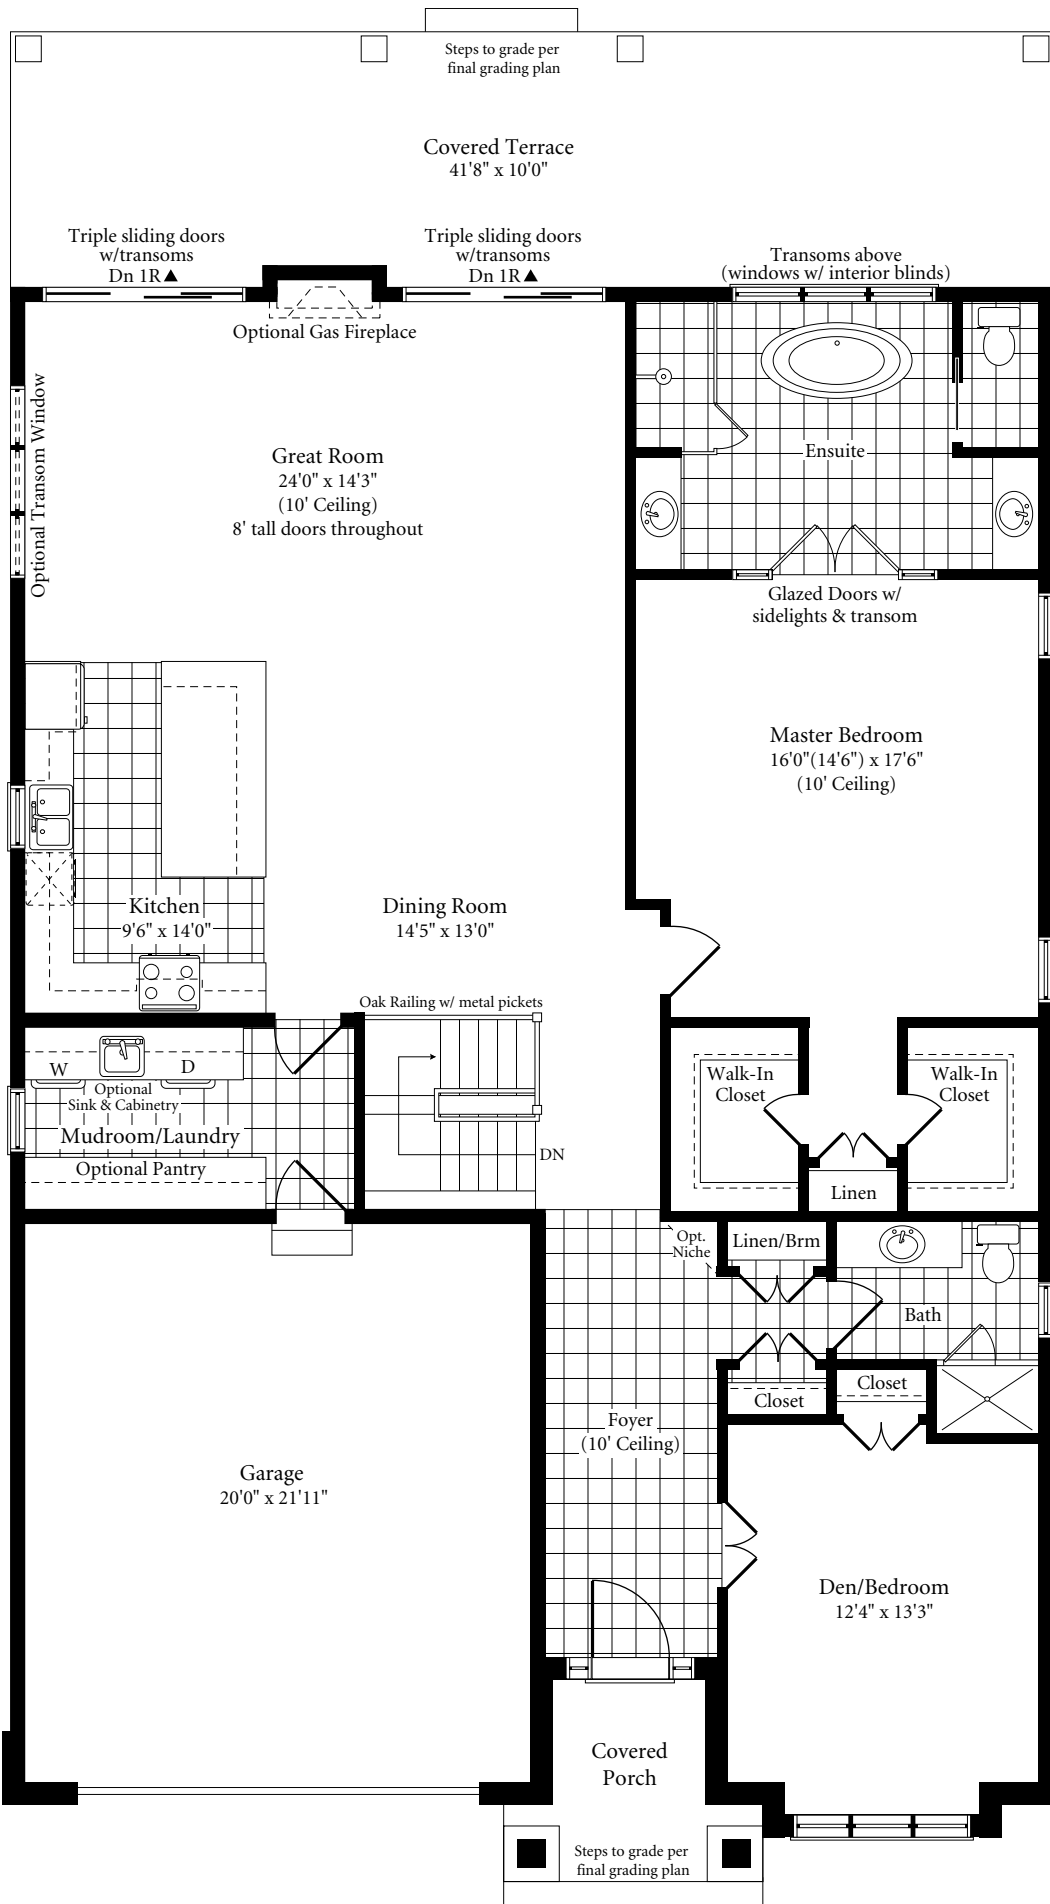 Steps to grade per
final grading plan
Covered Terrace
41'8" x 10'0"
Triple sliding doors
w/transoms
Dn 1R▲
Triple sliding doors
w/transoms
Dn 1R▲
Transoms above
(windows w/ interior blinds)
Optional Gas Fireplace
Optional Transom Window
Great Room
24'0" x 14'3"
(10' Ceiling)
8' tall doors throughout
Ensuite
Glazed Doors w/
sidelights & transom
Master Bedroom
16'0"(14'6") x 17'6"
(10' Ceiling)
Kitchen
9'6" x 14'0"
Dining Room
14'5" x 13'0"
Oak Railing w/ metal pickets
W
D
Optional
Sink & Cabinetry
Mudroom/Laundry
Optional Pantry
DN
Walk-In
Closet
Walk-In
Closet
Linen
Opt.
Niche
Linen/Brm
Bath
Closet
Closet
Foyer
(10' Ceiling)
Garage
20'0" x 21'11"
Den/Bedroom
12'4" x 13'3"
Covered
Porch
Steps to grade per
final grading plan